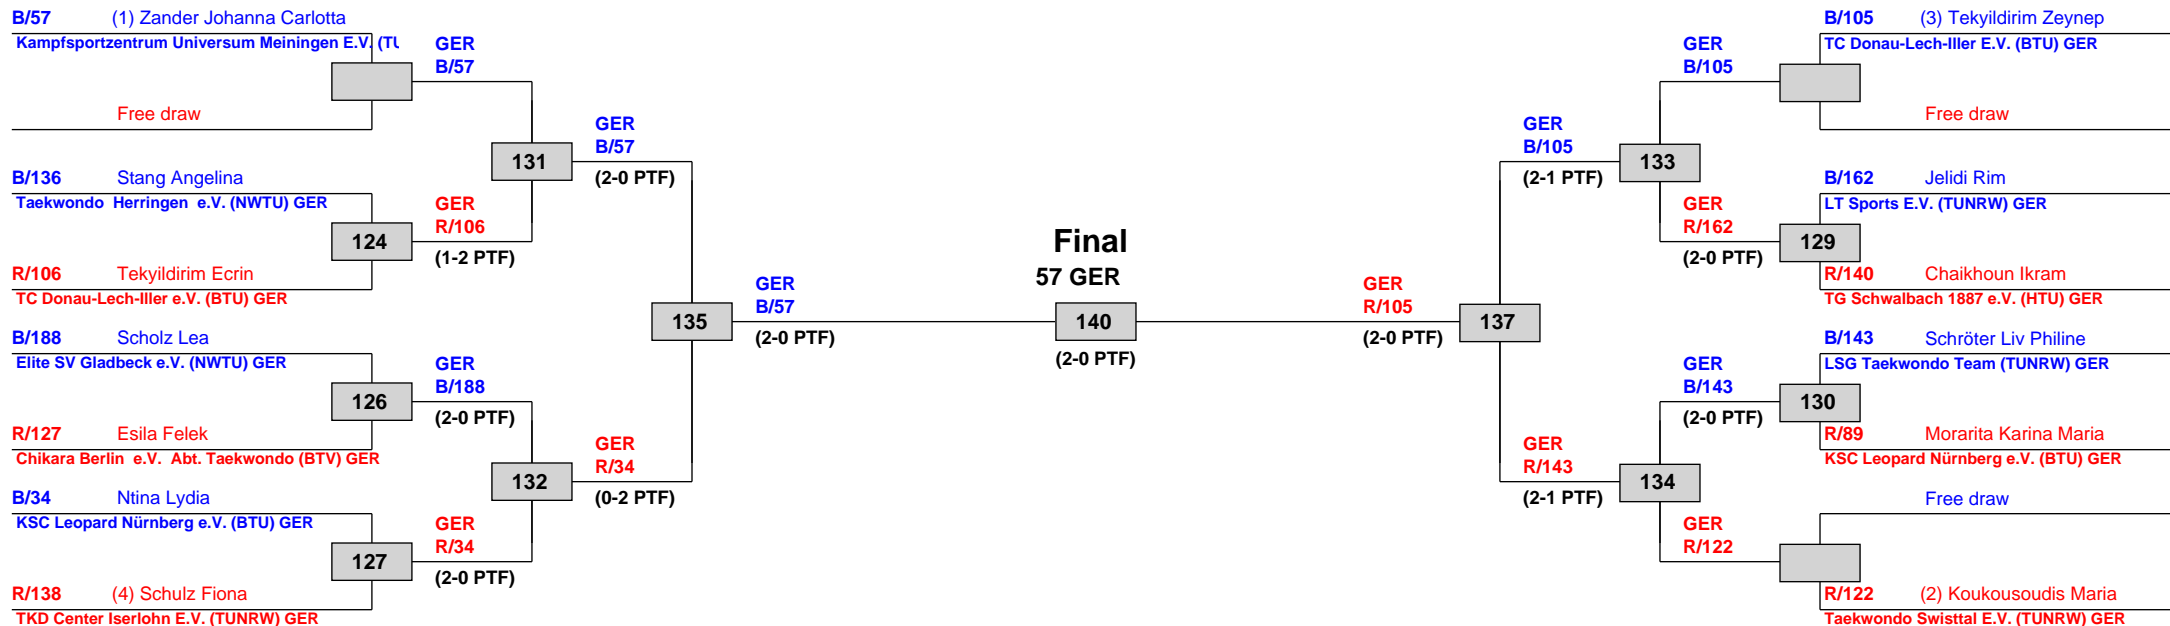 B/57 (1) Zander Johanna Carlotta
Kampfsportzentrum Universum Meiningen E.V. (TU
Free draw
B/136 Stang Angelina
Taekwondo Herringen e.V. (NWTU) GER
124
R/106 Tekyildirim Ecrin
TC Donau-Lech-Iller e.V. (BTU) GER
B/188 Scholz Lea
Elite SV Gladbeck e.V. (NWTU) GER
126
R/127 Esila Felek
Chikara Berlin e.V. Abt. Taekwondo (BTV) GER
B/34 Ntina Lydia
KSC Leopard Nürnberg e.V. (BTU) GER
127
R/138 (4) Schulz Fiona
TKD Center Iserlohn E.V. (TUNRW) GER
GER
B/57
131
GER
R/106
(1-2 PTF)
GER
B/188
(2-0 PTF)
132
GER
R/34
(2-0 PTF)
GER
B/57
(2-0 PTF)
135
GER
R/34
(0-2 PTF)
GER
B/57
(2-0 PTF)
Final
57 GER
140
(2-0 PTF)
GER
R/105
(2-0 PTF)
137
GER
B/105
(2-1 PTF)
GER
R/143
(2-1 PTF)
GER
B/105
133
GER
R/162
(2-0 PTF)
GER
B/143
(2-0 PTF)
134
GER
R/122
B/105 (3) Tekyildirim Zeynep
TC Donau-Lech-Iller E.V. (BTU) GER
Free draw
B/162 Jelidi Rim
LT Sports E.V. (TUNRW) GER
129
R/140 Chaikhoun Ikram
TG Schwalbach 1887 e.V. (HTU) GER
B/143 Schröter Liv Philine
LSG Taekwondo Team (TUNRW) GER
130
R/89 Morarita Karina Maria
KSC Leopard Nürnberg e.V. (BTU) GER
Free draw
R/122 (2) Koukousoudis Maria
Taekwondo Swisttal E.V. (TUNRW) GER